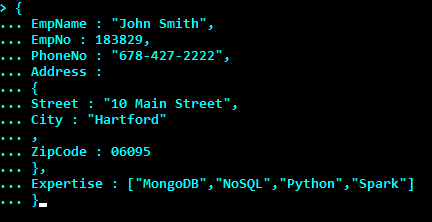 > {
... EmpName : "John Smith",
... EmpNo : 183829,
... PhoneNo : "678-427-2222",
... Address :
... {
... Street : "10 Main Street",
... City : "Hartford"
... ,
... ZipCode : 06095
... },
... Expertise : ["MongoDB","NoSQL","Python","Spark"]
... }